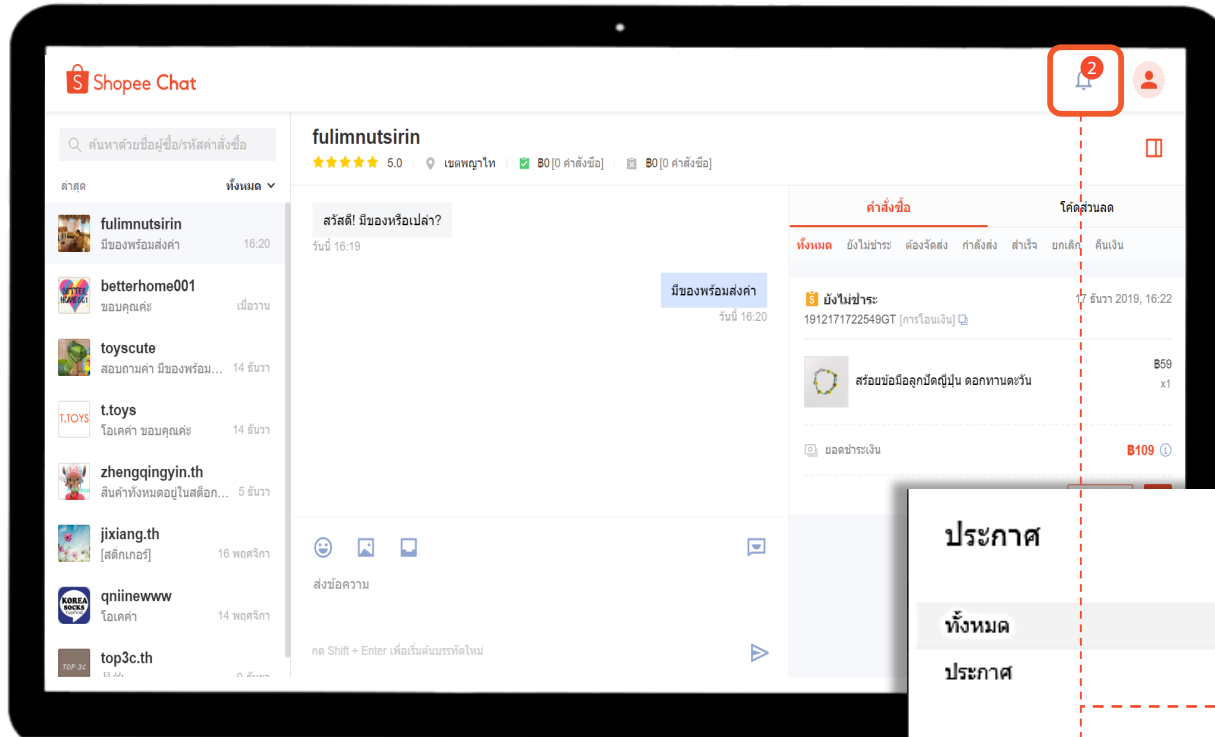 2
Shopee Chat
ค้นหาด้วยชื่อผู้ซื้อ/รหัสคำสั่งซื้อ
ล่าสุด
ทั้งหมด
fulimnutsirin
มีของพร้อมส่งค่า
16:20
betterhome001
ขอบคุณค่ะ
เมื่อวาน
toyscute
สอบถามค่า มีของพร้อม...
14 ธันวา
T.TOYS
t.toys
โอเคค่า ขอบคุณค่ะ
14 ธันวา
zhengqingyin.th
สินค้าทั้งหมดอยู่ในสต็อก...
5 ธันวา
jixiang.th
[สติกเกอร์]
16 พฤศจิกา
KOREA
SOCKS
qniinewww
โอเคค่า
14 พฤศจิกา
TOP 3C
top3c.th
fulimnutsirin
5.0
เขตพญาไท
฿0 [0 คำสั่งซื้อ]
฿0 [0 คำสั่งซื้อ]
สวัสดี! มีของหรือเปล่า?
วันนี้ 16:19
มีของพร้อมส่งค่า
วันนี้ 16:20
ส่งข้อความ
กด Shift + Enter เพื่อเริ่มต้นบรรทัดใหม่
คำสั่งซื้อ
โค้ดส่วนลด
ทั้งหมด ยังไม่ชำระ ต้องจัดส่ง กำลังส่ง สำเร็จ ยกเลิก คืนเงิน
ยังไม่ชำระ
17 ธันวา 2019, 16:22
1912171722549GT [การโอนเงิน]
สร้อยข้อมือลูกปัดญี่ปุ่น ดอกทานตะวัน
฿59
x1
ยอดชำระเงิน
฿109
ประกาศ
ทั้งหมด
ประกาศ